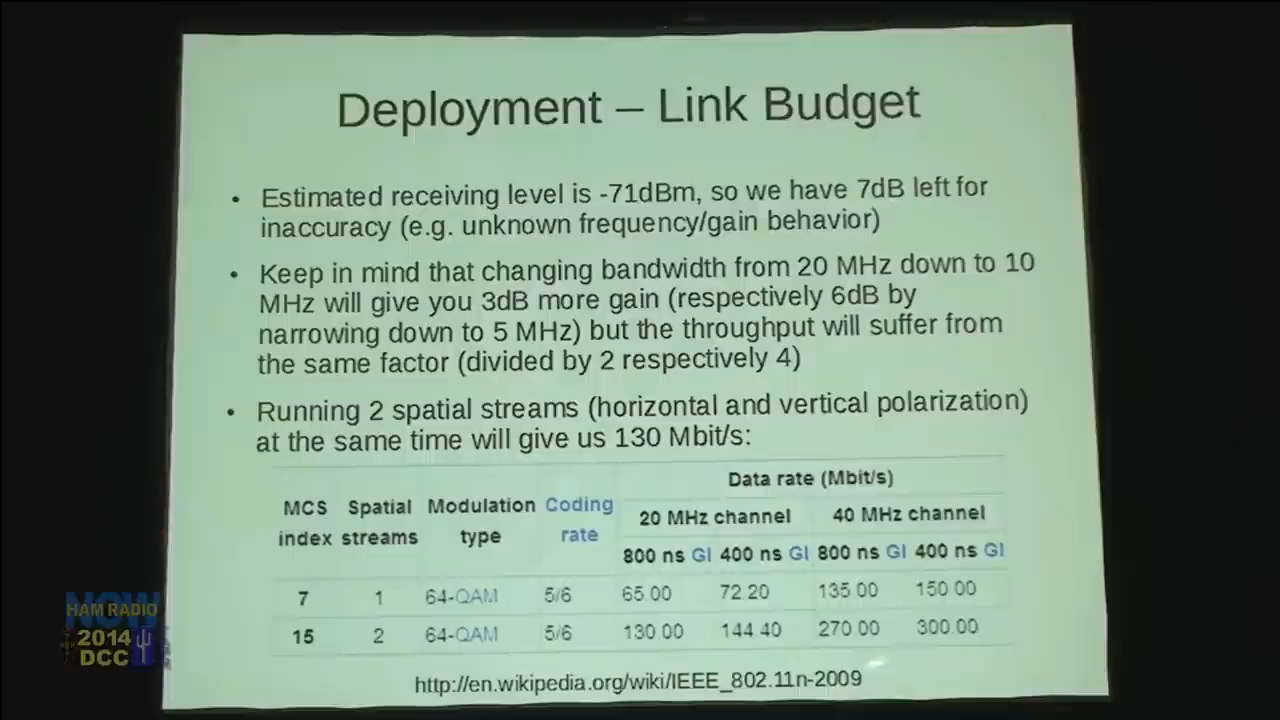 Deployment – Link Budget
• Estimated receiving level is -71dBm, so we have 7dB left for
inaccuracy (e.g. unknown frequency/gain behavior)
• Keep in mind that changing bandwidth from 20 MHz down to 10
MHz will give you 3dB more gain (respectively 6dB by
narrowing down to 5 MHz) but the throughput will suffer from
the same factor (divided by 2 respectively 4)
• Running 2 spatial streams (horizontal and vertical polarization)
at the same time will give us 130 Mbit/s:
Data rate (Mbit/s)
MCS Spatial Modulation Coding
index streams type rate
20 MHz channel 40 MHz channel
800 ns GI 400 ns GI 800 ns GI 400 ns GI
7 1 64-QAM 5/6 65.00 72.20 135.00 150.00
15 2 64-QAM 5/6 130.00 144.40 270.00 300.00
http://en.wikipedia.org/wiki/IEEE_802.11n-2009
NOW
HAM RADIO
2014
DCC